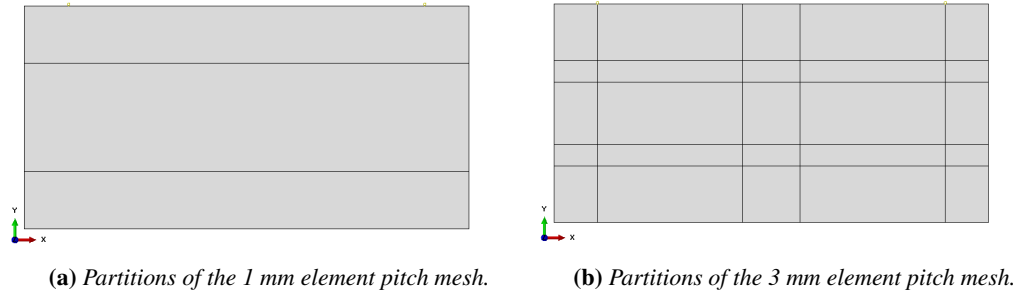 Y
X
Y
X
(a) Partitions of the 1 mm element pitch mesh.
(b) Partitions of the 3 mm element pitch mesh.